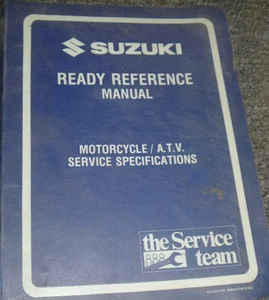 SUZUKI
READY REFERENCE
MANUAL
MOTORCYCLE / A.T.V.
SERVICE SPECIFICATIONS
the Service
team